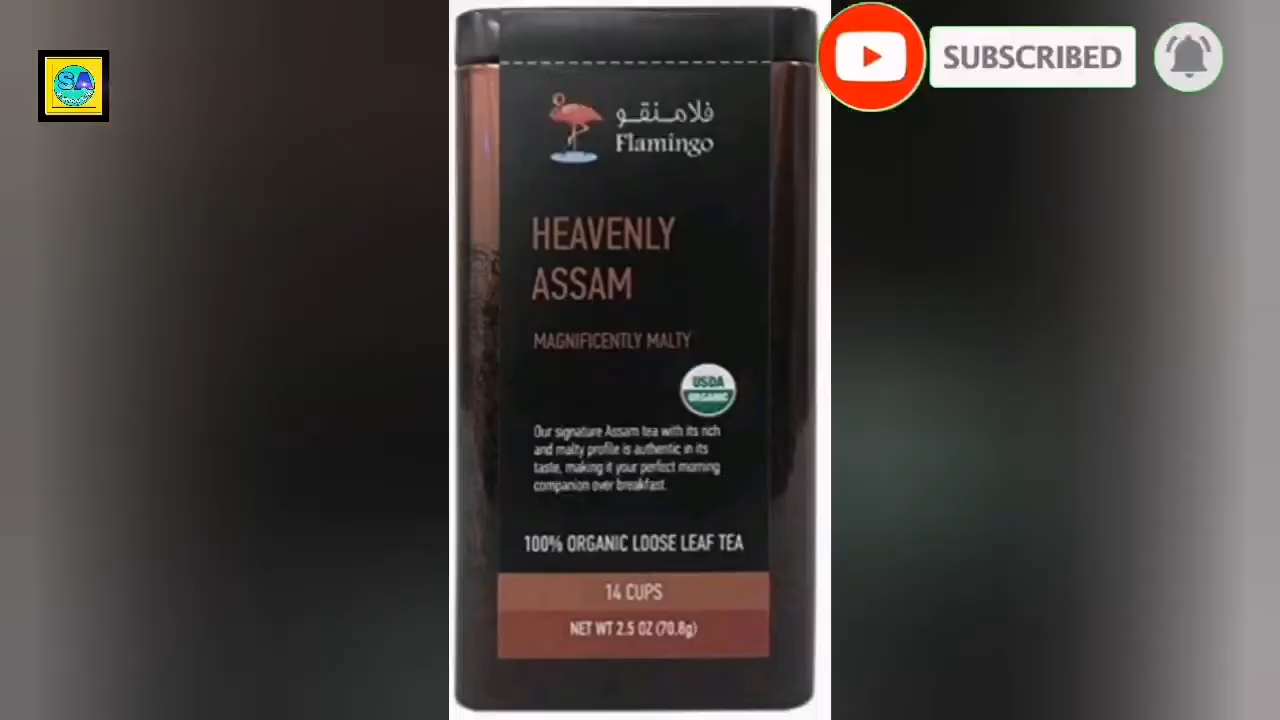 SA
SUBSCRIBED
فلامنقو
Flamingo
HEAVENLY
ASSAM
MAGNIFICENTLY MALTY
USDA
ORGANIC
Our signature Assam tea with its rich
and malty profile is authentic in its
taste, making it your perfect morning
companion over breakfast.
100% ORGANIC LOOSE LEAF TEA
14 CUPS
NET WT 2.5 OZ (70.8g)